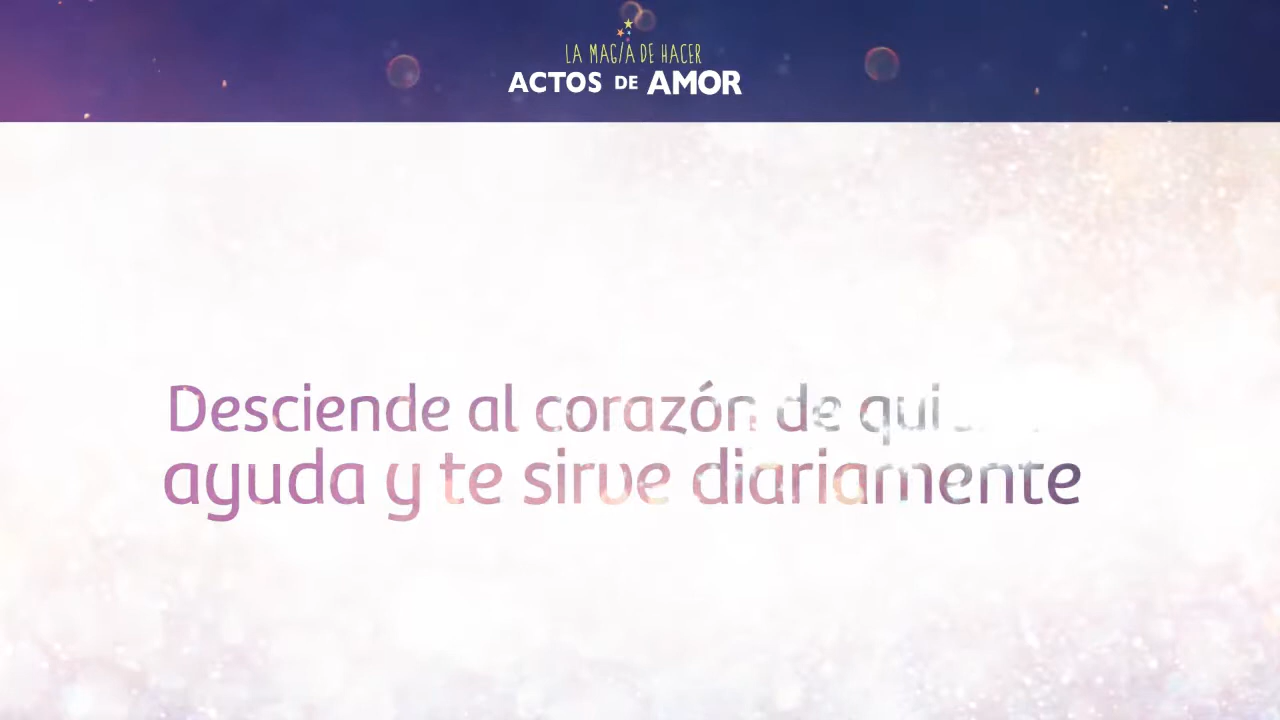 LA MAGIA DE HACER
ACTOS DE AMOR
Desciende al corazón de
ayuda y te sirve diariamente